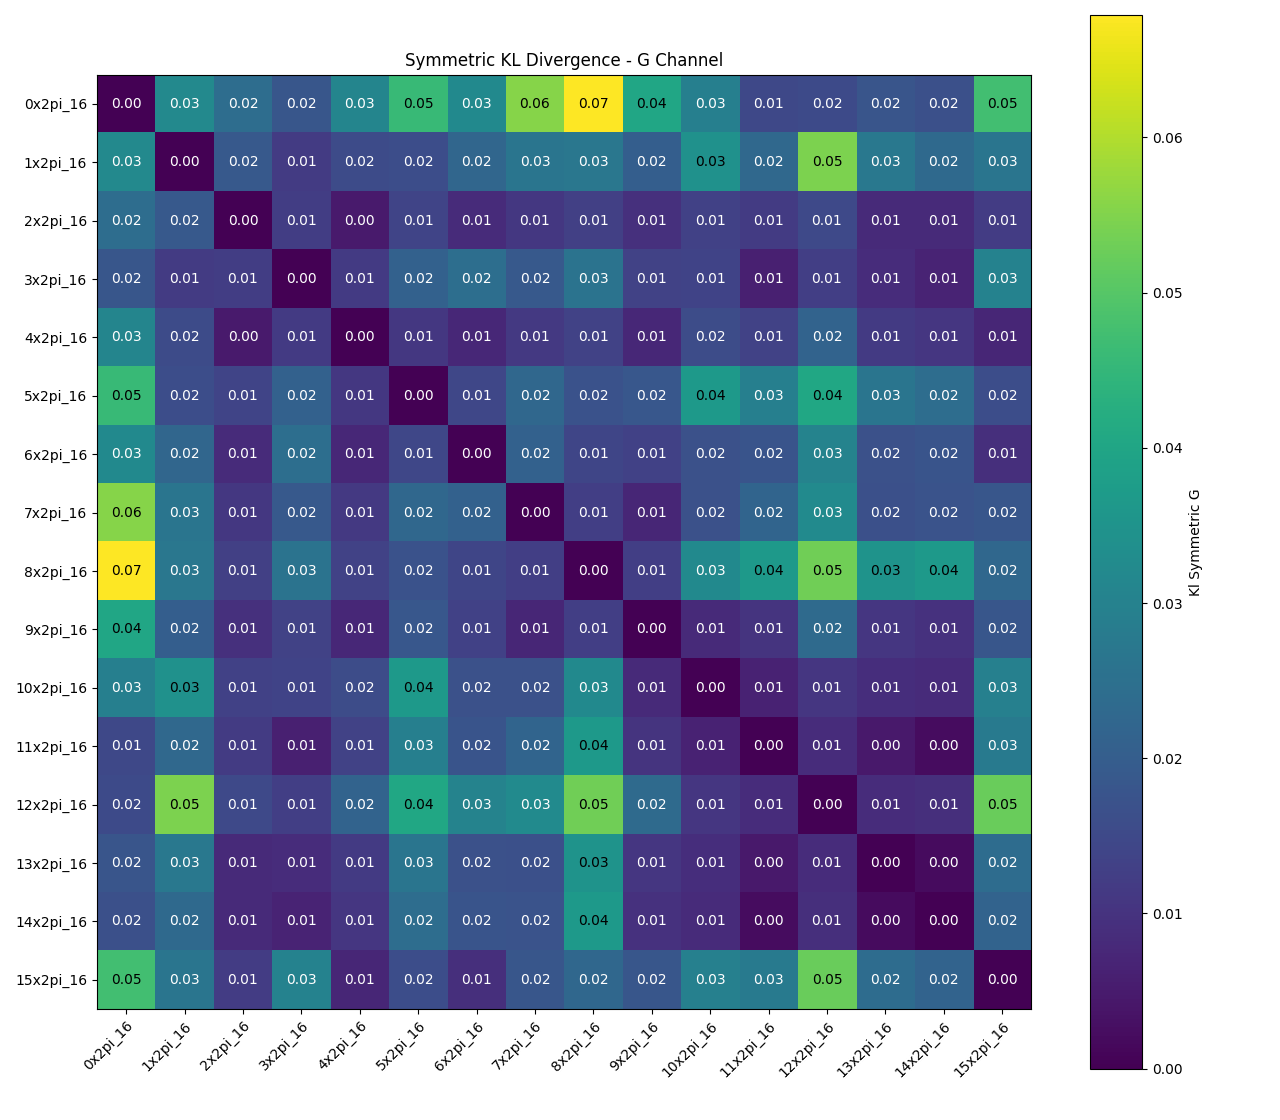 Symmetric KL Divergence - G Channel
0x2pi_16 0.00 0.03 0.02 0.02 0.03 0.05 0.03 0.06 0.07 0.04 0.03 0.01 0.02 0.02 0.02 0.05
1x2pi_16 0.03 0.00 0.02 0.01 0.02 0.02 0.02 0.03 0.03 0.02 0.03 0.02 0.05 0.03 0.02 0.03
2x2pi_16 0.02 0.02 0.00 0.01 0.00 0.01 0.01 0.01 0.01 0.01 0.01 0.01 0.01 0.01 0.01 0.01
3x2pi_16 0.02 0.01 0.01 0.00 0.01 0.02 0.02 0.02 0.03 0.01 0.01 0.01 0.01 0.01 0.01 0.03
4x2pi_16 0.03 0.02 0.00 0.01 0.00 0.01 0.01 0.01 0.01 0.01 0.02 0.01 0.02 0.01 0.01 0.01
5x2pi_16 0.05 0.02 0.01 0.02 0.01 0.00 0.01 0.02 0.02 0.02 0.04 0.03 0.04 0.03 0.02 0.02
6x2pi_16 0.03 0.02 0.01 0.02 0.01 0.01 0.00 0.02 0.01 0.01 0.02 0.02 0.03 0.02 0.02 0.01
7x2pi_16 0.06 0.03 0.01 0.02 0.01 0.02 0.02 0.00 0.01 0.01 0.02 0.02 0.03 0.02 0.02 0.02
8x2pi_16 0.07 0.03 0.01 0.03 0.01 0.02 0.01 0.01 0.00 0.01 0.03 0.04 0.05 0.03 0.04 0.02
9x2pi_16 0.04 0.02 0.01 0.01 0.01 0.02 0.01 0.01 0.01 0.00 0.01 0.01 0.02 0.01 0.01 0.02
10x2pi_16 0.03 0.03 0.01 0.01 0.02 0.04 0.02 0.02 0.03 0.01 0.00 0.01 0.01 0.01 0.01 0.03
11x2pi_16 0.01 0.02 0.01 0.01 0.01 0.03 0.02 0.02 0.04 0.01 0.01 0.00 0.01 0.00 0.00 0.03
12x2pi_16 0.02 0.05 0.01 0.01 0.02 0.04 0.03 0.03 0.05 0.02 0.01 0.01 0.00 0.01 0.01 0.05
13x2pi_16 0.02 0.03 0.01 0.01 0.01 0.03 0.02 0.02 0.03 0.01 0.01 0.00 0.01 0.00 0.00 0.02
14x2pi_16 0.02 0.02 0.01 0.01 0.01 0.02 0.02 0.02 0.04 0.01 0.01 0.00 0.01 0.00 0.00 0.02
15x2pi_16 0.05 0.03 0.01 0.03 0.01 0.02 0.01 0.02 0.02 0.02 0.03 0.03 0.05 0.02 0.02 0.00
0x2pi_16 1x2pi_16 2x2pi_16 3x2pi_16 4x2pi_16 5x2pi_16 6x2pi_16 7x2pi_16 8x2pi_16 9x2pi_16 10x2pi_16 11x2pi_16 12x2pi_16 13x2pi_16 14x2pi_16 15x2pi_16
0.06
0.05
0.04
0.03
0.02
0.01
0.00
Kl Symmetric G